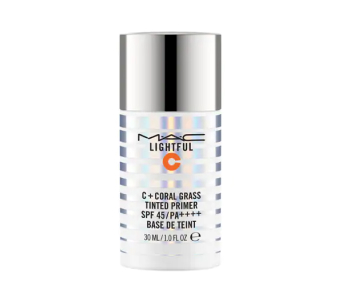 MAC
LIGHTFUL
C
C + CORAL GRASS
TINTED PRIMER
SPF 45/PA++++
BASE DE TEINT
30 ML/1.0 FL OZ ℮